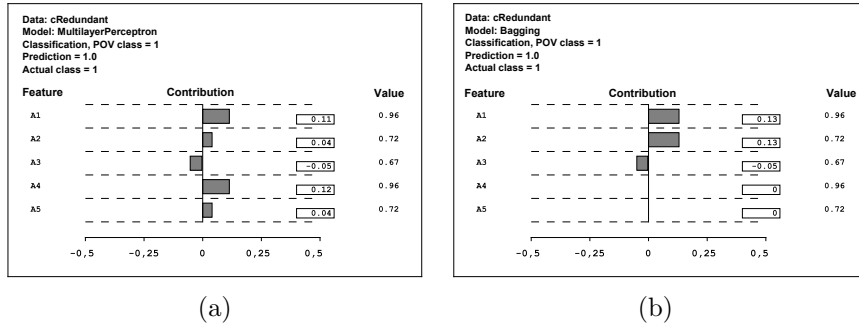 Data: cRedundant
Model: MultilayerPerceptron
Classification, POV class = 1
Prediction = 1.0
Actual class = 1
Feature Contribution Value
A1 0.11 0.96
A2 0.04 0.72
A3 -0.05 0.67
A4 0.12 0.96
A5 0.04 0.72
-0,5 -0,25 0 0,25 0,5
(a)
Data: cRedundant
Model: Bagging
Classification, POV class = 1
Prediction = 1.0
Actual class = 1
Feature Contribution Value
A1 0.13 0.96
A2 0.13 0.72
A3 -0.05 0.67
A4 0 0.96
A5 0 0.72
-0,5 -0,25 0 0,25 0,5
(b)